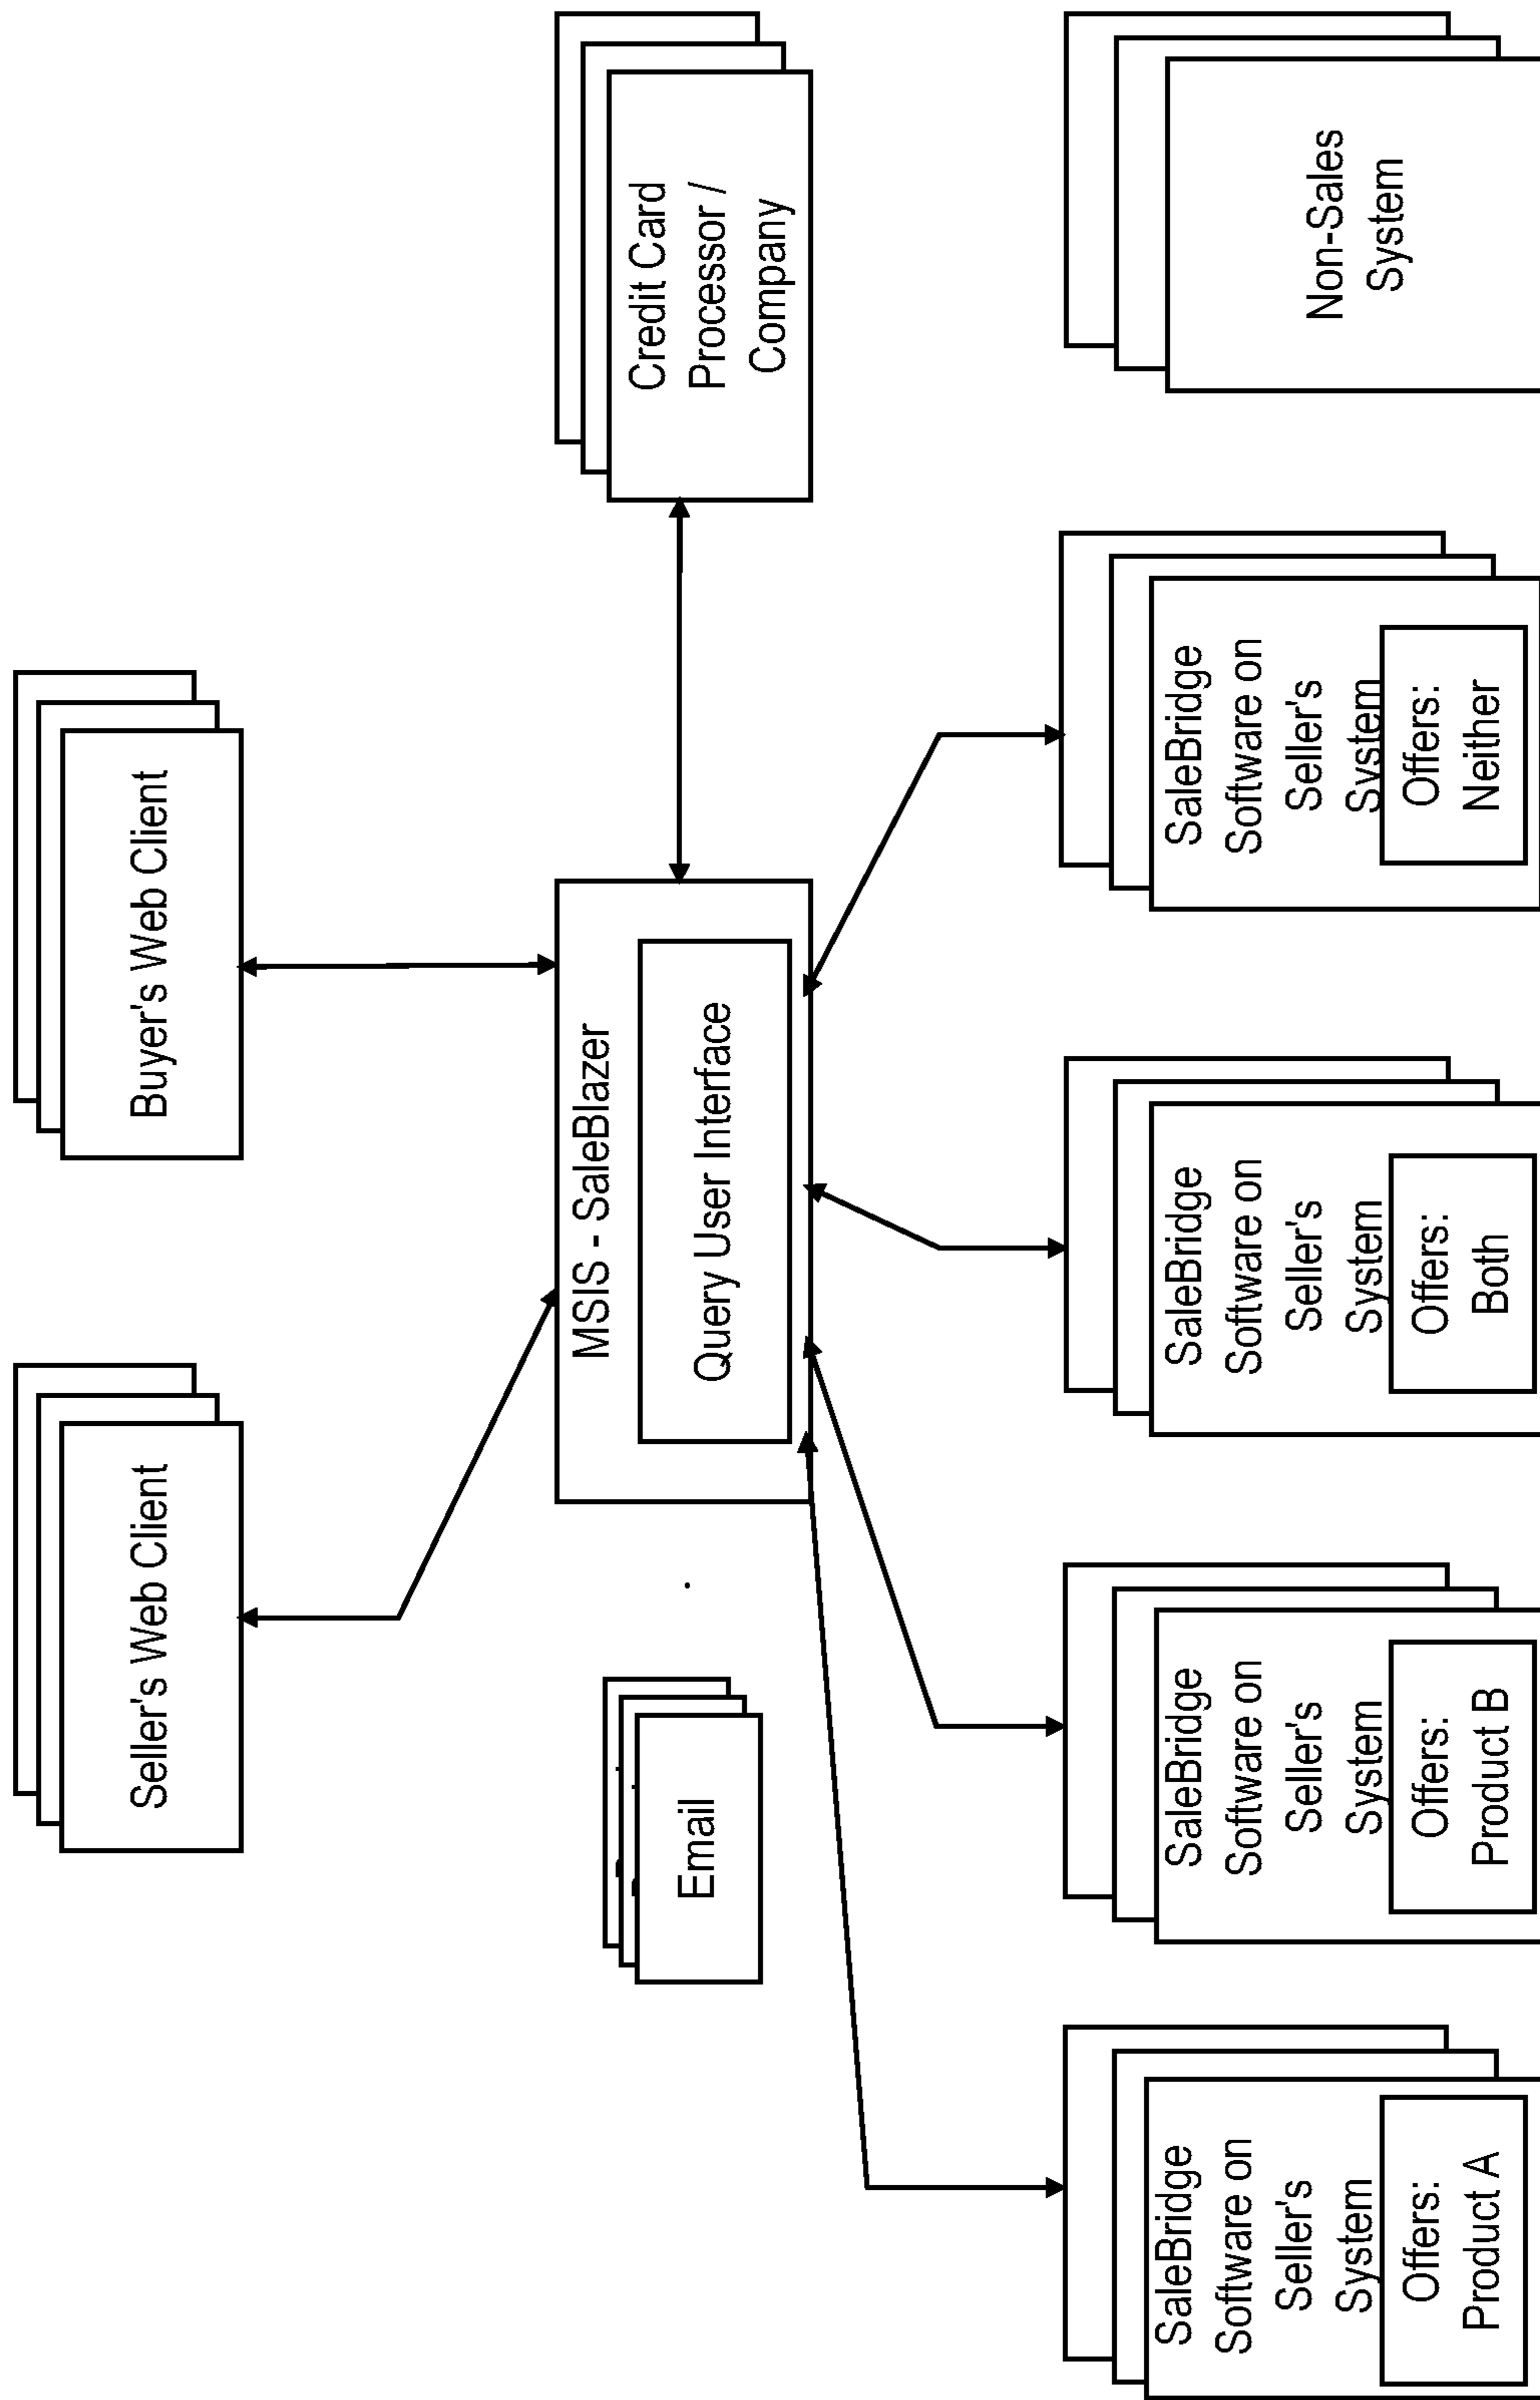 Seller's Web Client
Buyer's Web Client
MSIS - SaleBlazer
Query User Interface
Credit Card
Processor /
Company
Email
SaleBridge
Software on
Seller's
System
Offers:
Product A
SaleBridge
Software on
Seller's
System
Offers:
Product B
SaleBridge
Software on
Seller's
System
Offers:
Both
SaleBridge
Software on
Seller's
System
Offers:
Neither
Non-Sales
System